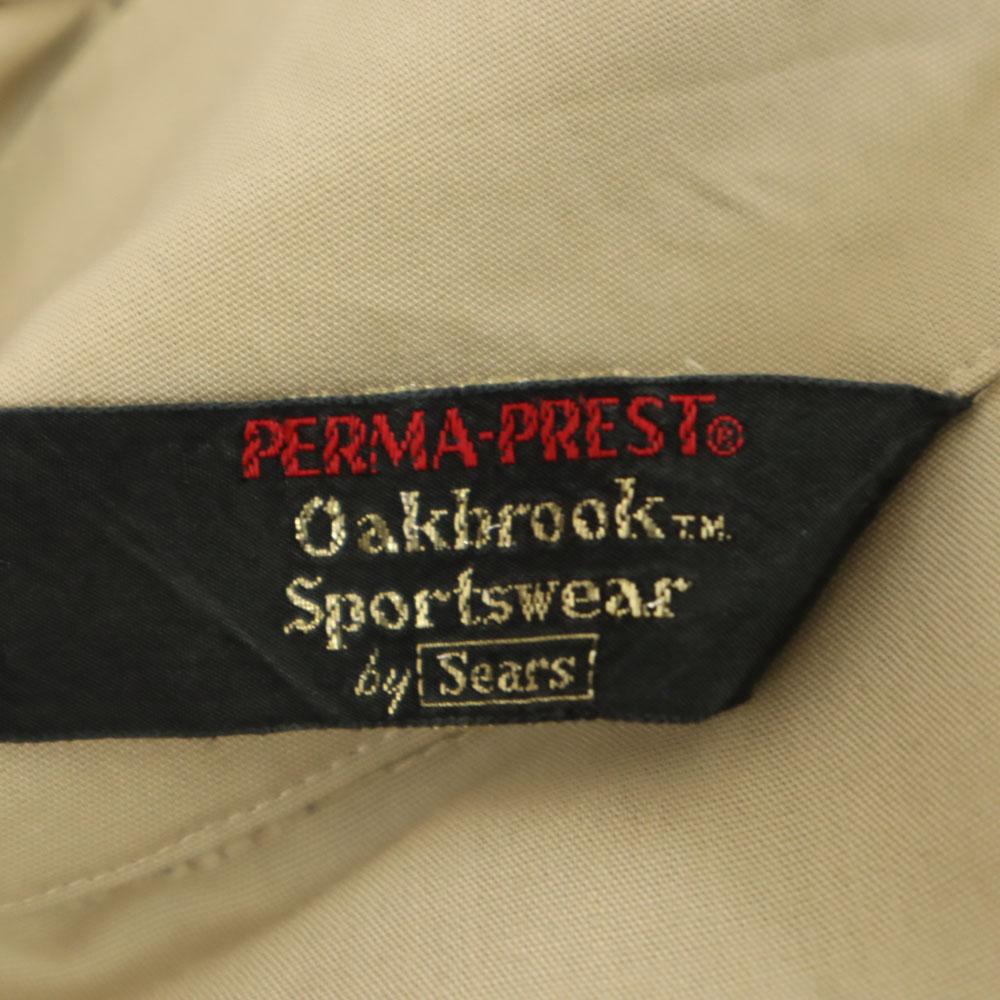 PERMA-PREST®
Oakbrook T.M.
Sportswear
by Sears